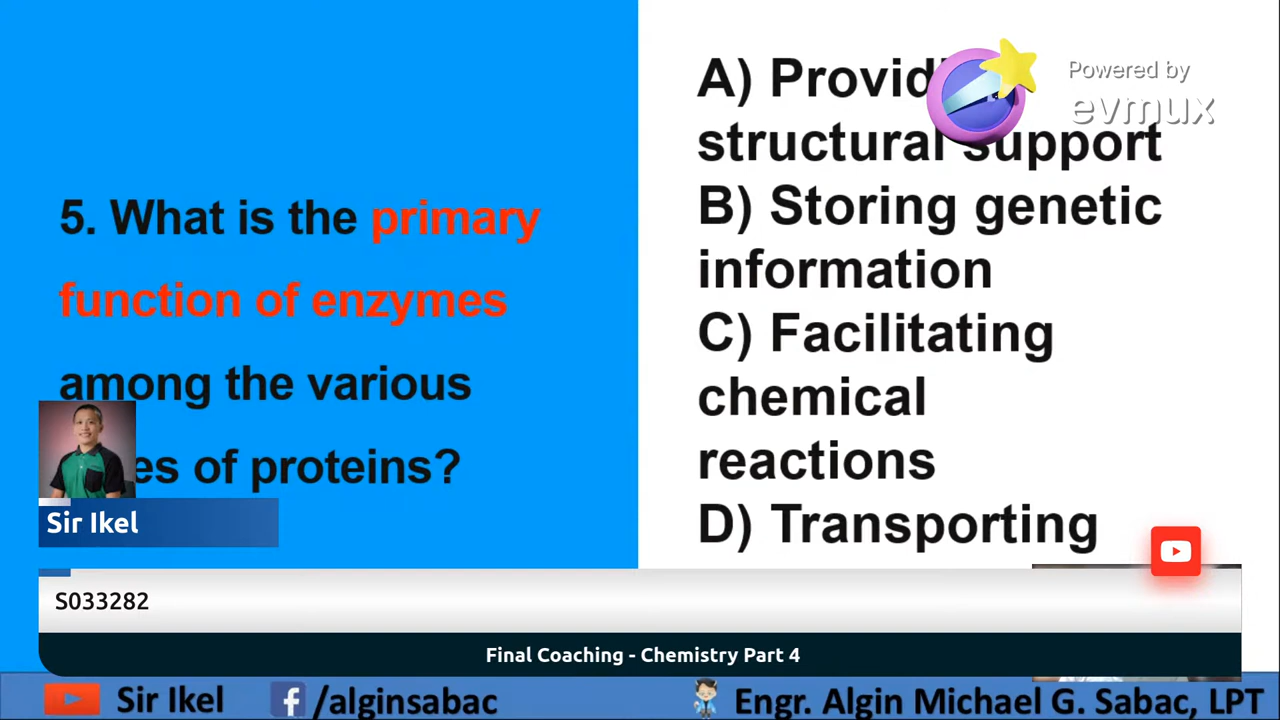 5. What is the primary
function of enzymes
among the various
es of proteins?
A) Provid
structural support
B) Storing genetic
information
C) Facilitating
chemical
reactions
D) Transporting
Powered by
evmux
Sir Ikel
S033282
Final Coaching - Chemistry Part 4
Sir Ikel
/alginsabac
Engr. Algin Michael G. Sabac, LPT